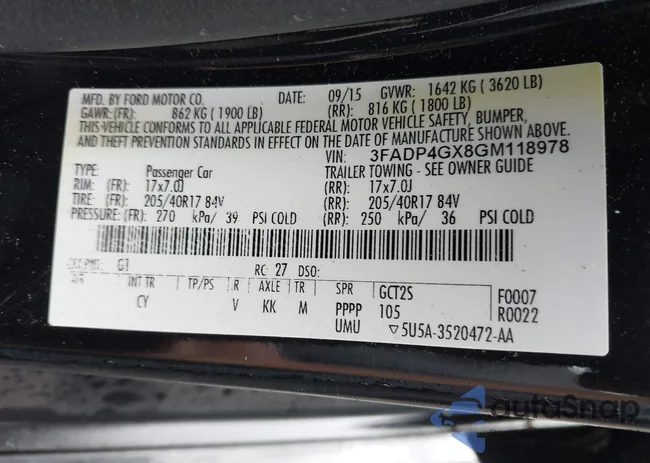 MFD. BY FORD MOTOR CO. DATE: 09/15 GVWR: 1642 KG ( 3620 LB)
GAWR: (FR): 862 KG ( 1900 LB) (RR): 816 KG ( 1800 LB)
THIS VEHICLE CONFORMS TO ALL APPLICABLE FEDERAL MOTOR VEHICLE SAFETY, BUMPER,
AND THEFT PREVENTION STANDARDS IN EFFECT ON THE DATE OF MANUFACTURE SHOWN ABOVE.
VIN: 3FADP4GX8GM118978
TYPE: Passenger Car TRAILER TOWING - SEE OWNER GUIDE
RIM: (FR): 17x7.0J (RR): 17x7.0J
TIRE: (FR): 205/40R17 84V (RR): 205/40R17 84V
PRESSURE: (FR): 270 kPa/ 39 PSI COLD (RR): 250 kPa/ 36 PSI COLD
EXT PNT: G1 RC: 27 DSO:
INT TR TP/PS R AXLE TR SPR GCT2S F0007
CY V KK M PPPP 105 R0022
UMU ▽5U5A-3520472-AA
autosnap